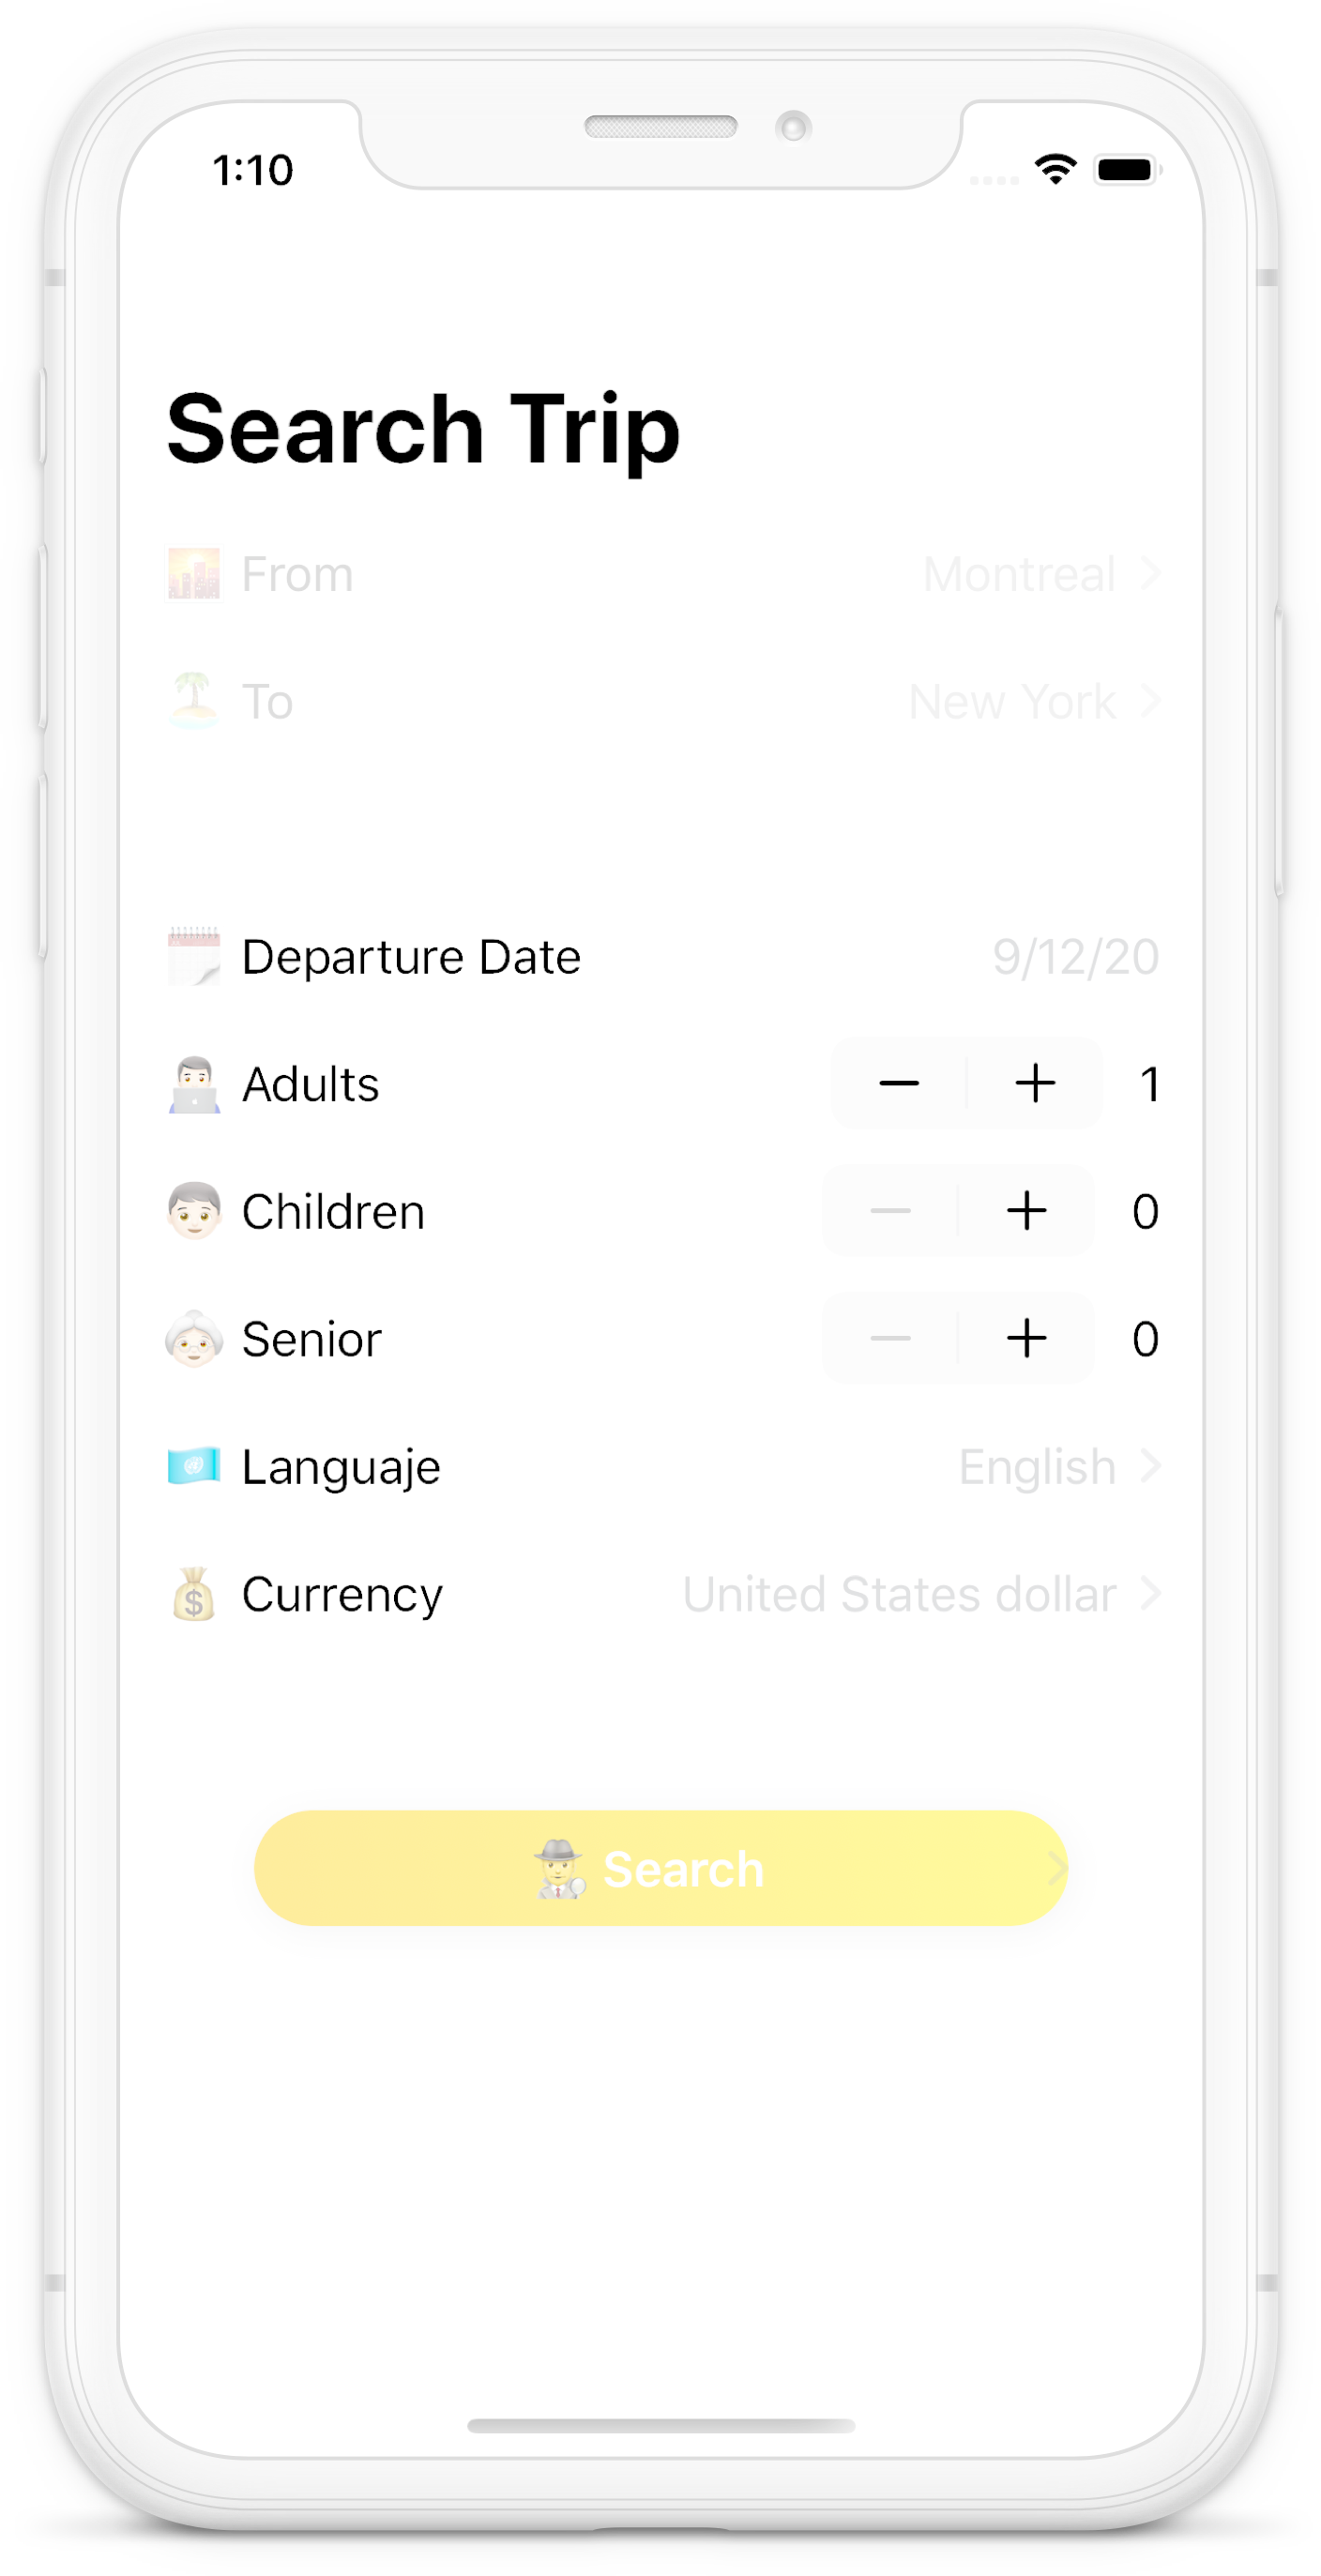 1:10
Search Trip
From Montreal
To New York
Departure Date 9/12/20
Adults 1
Children 0
Senior 0
Languaje English
Currency United States dollar
Search